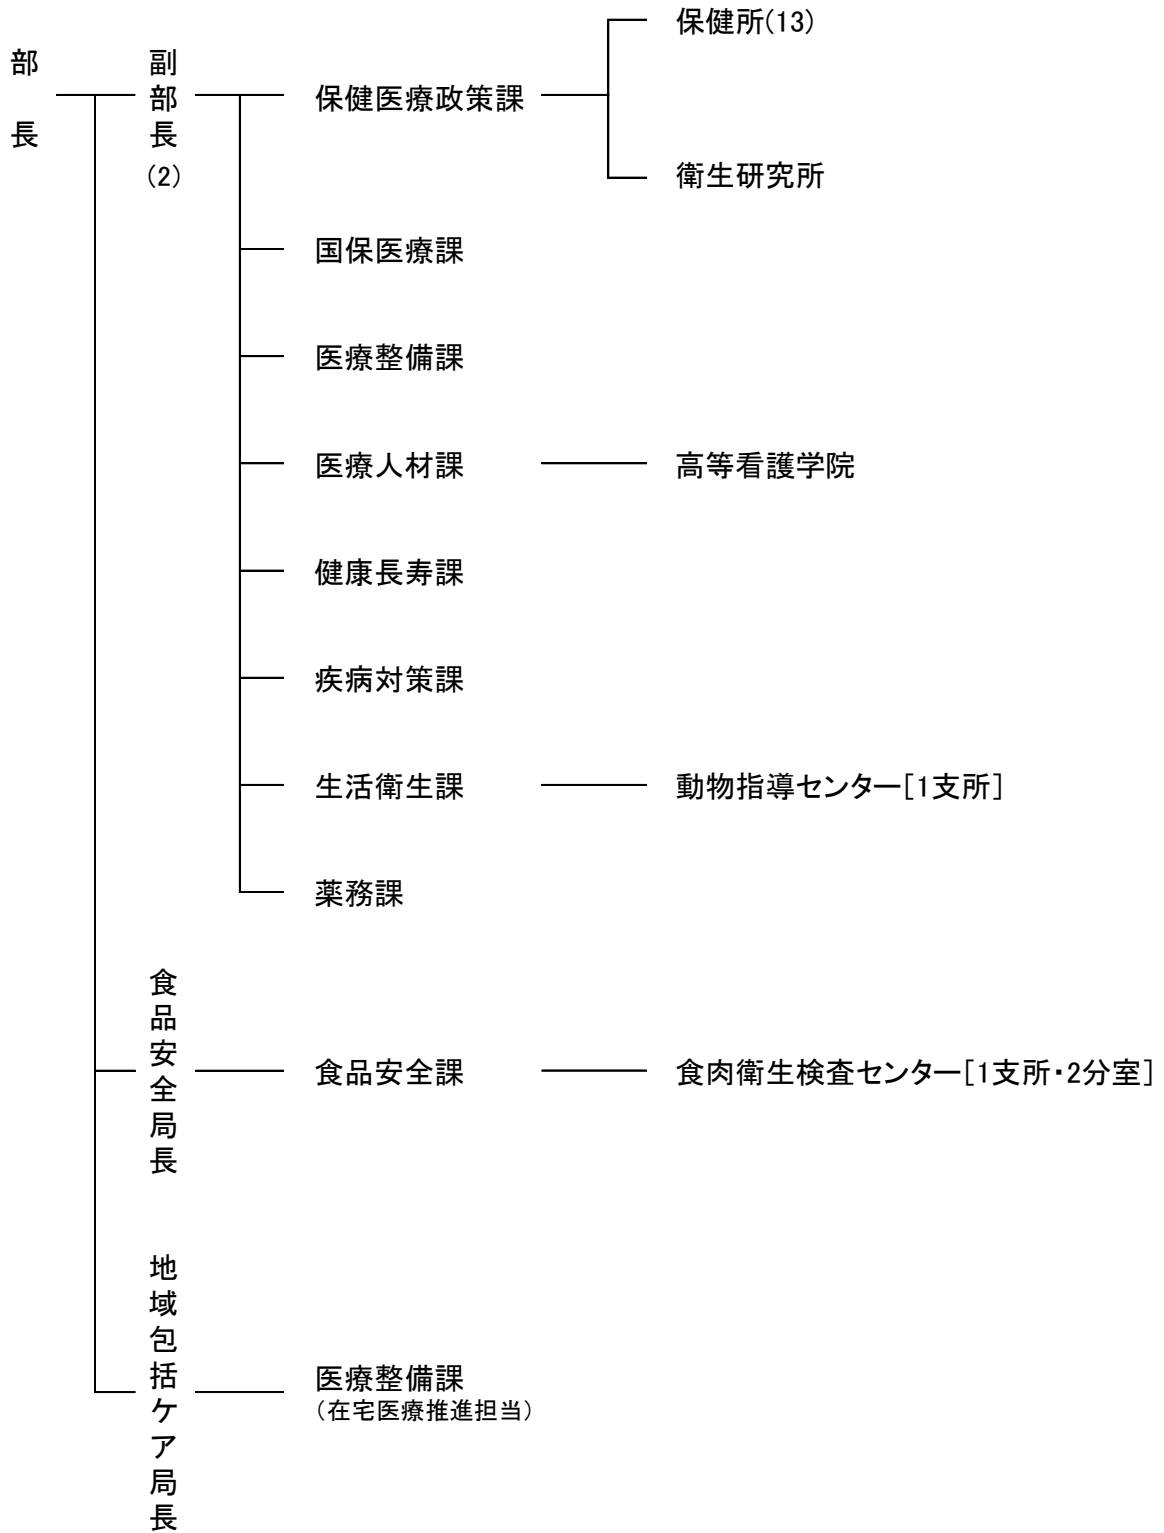 部長
副部長
(2)
保健医療政策課
保健所(13)
衛生研究所
国保医療課
医療整備課
医療人材課
高等看護学院
健康長寿課
疾病対策課
生活衛生課
動物指導センター[1支所]
薬務課
食品安全局長
食品安全課
食肉衛生検査センター[1支所・2分室]
地域包括ケア局長
医療整備課
（在宅医療推進担当）